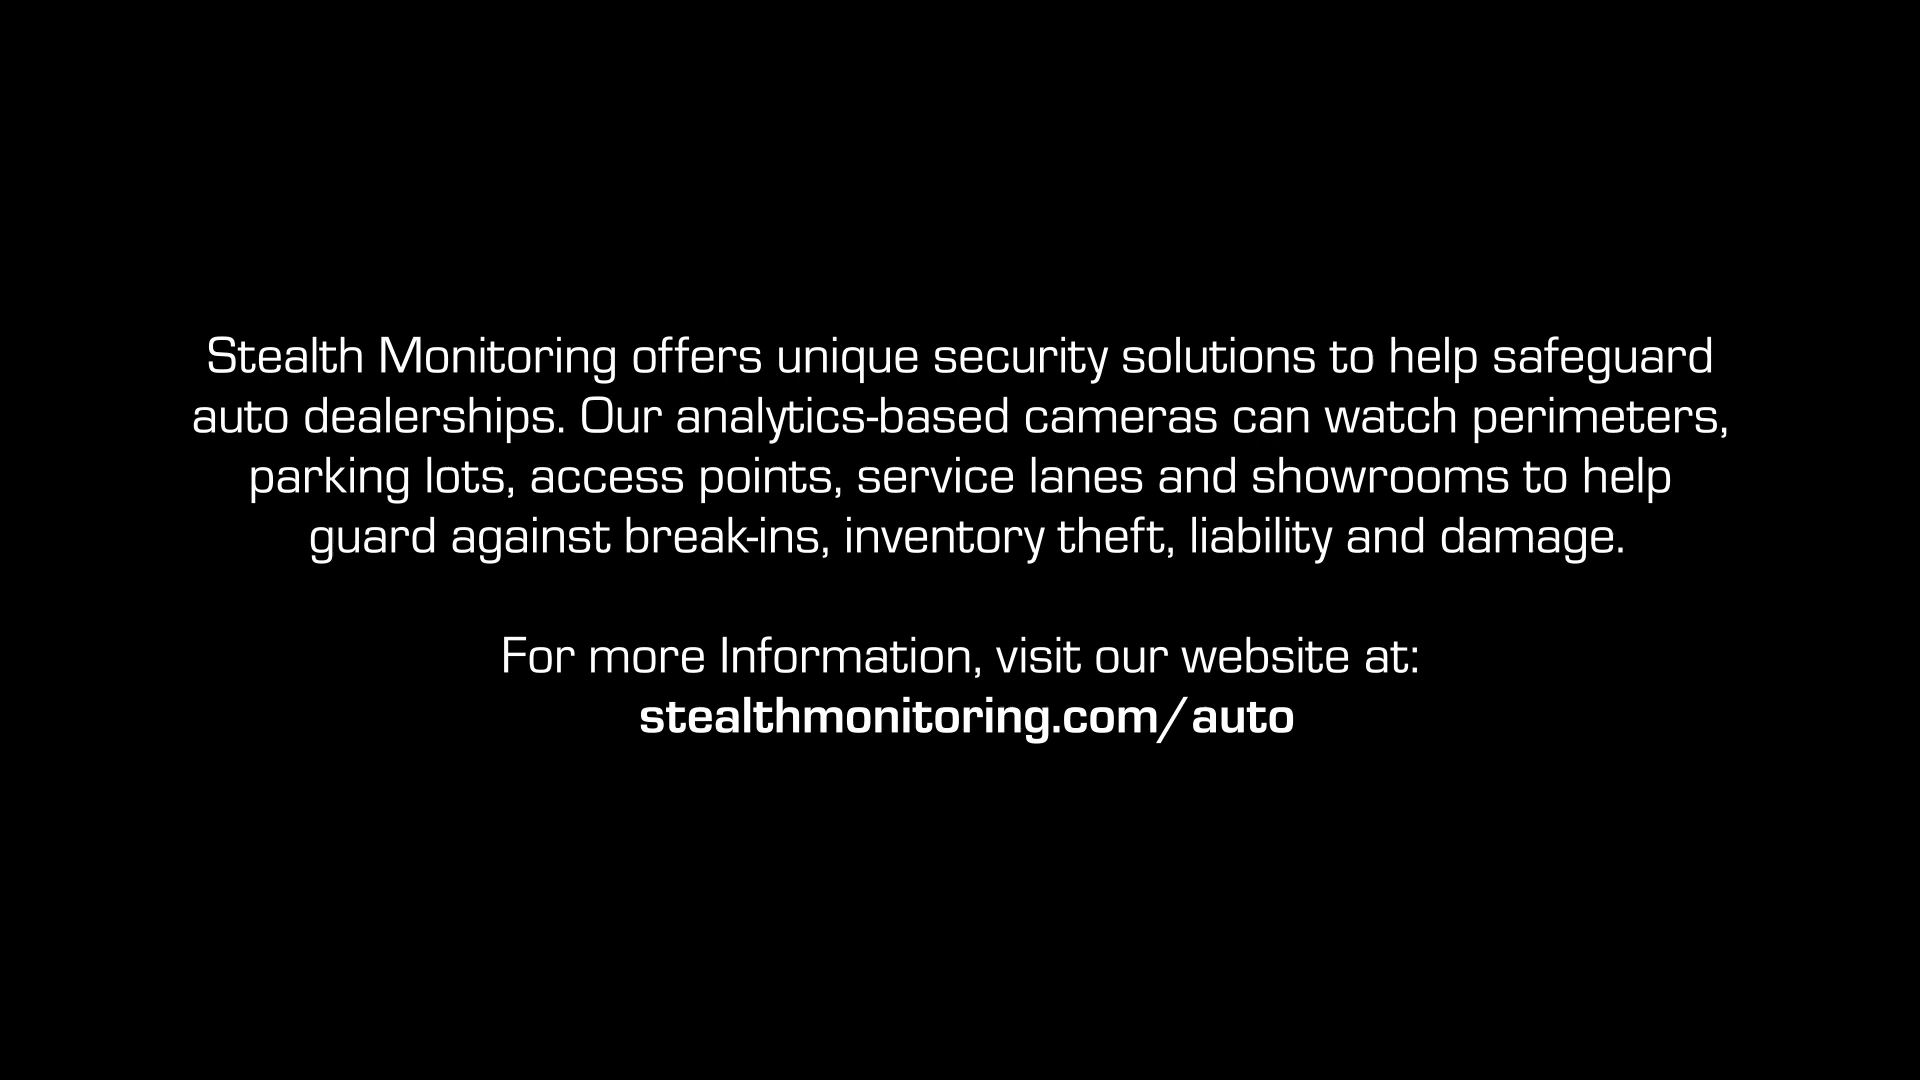 Stealth Monitoring offers unique security solutions to help safeguard
auto dealerships. Our analytics-based cameras can watch perimeters,
parking lots, access points, service lanes and showrooms to help
guard against break-ins, inventory theft, liability and damage.
For more Information, visit our website at:
stealthmonitoring.com/auto